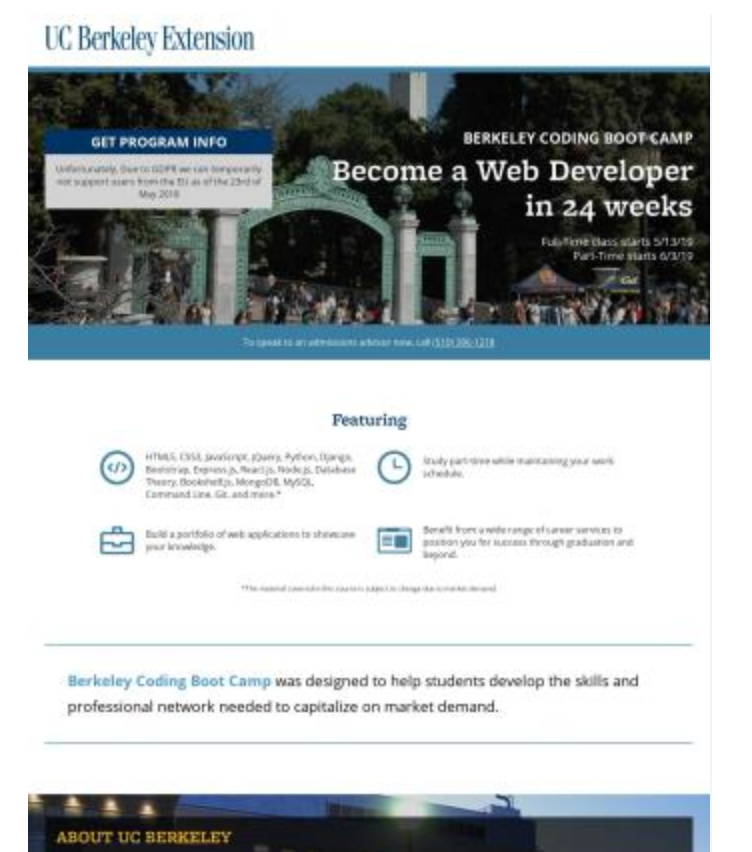 UC Berkeley Extension
GET PROGRAM INFO
Unfortunately, Due to GDPR we can temporarily
not support users from the EU as of the 23rd of
May 2018
BERKELEY CODING BOOT CAMP
Become a Web Developer
in 24 weeks
Full-Time class starts 5/13/19
Part-Time starts 6/3/19
Cal
To speak to an admissions advisor now, call (510) 306-1218
Featuring
HTML5, CSS3, JavaScript, jQuery, Python, Django,
Bootstrap, Express.js, React.js, Node.js, Database
Theory, Bookshelf.js, MongoDB, MySQL,
Command Line, Git, and more.*
Study part-time while maintaining your work
schedule.
Build a portfolio of web applications to showcase
your knowledge.
Benefit from a wide range of career services to
position you for success through graduation and
beyond.
*The material covered in this course is subject to change due to market demand.
Berkeley Coding Boot Camp was designed to help students develop the skills and
professional network needed to capitalize on market demand.
ABOUT UC BERKELEY